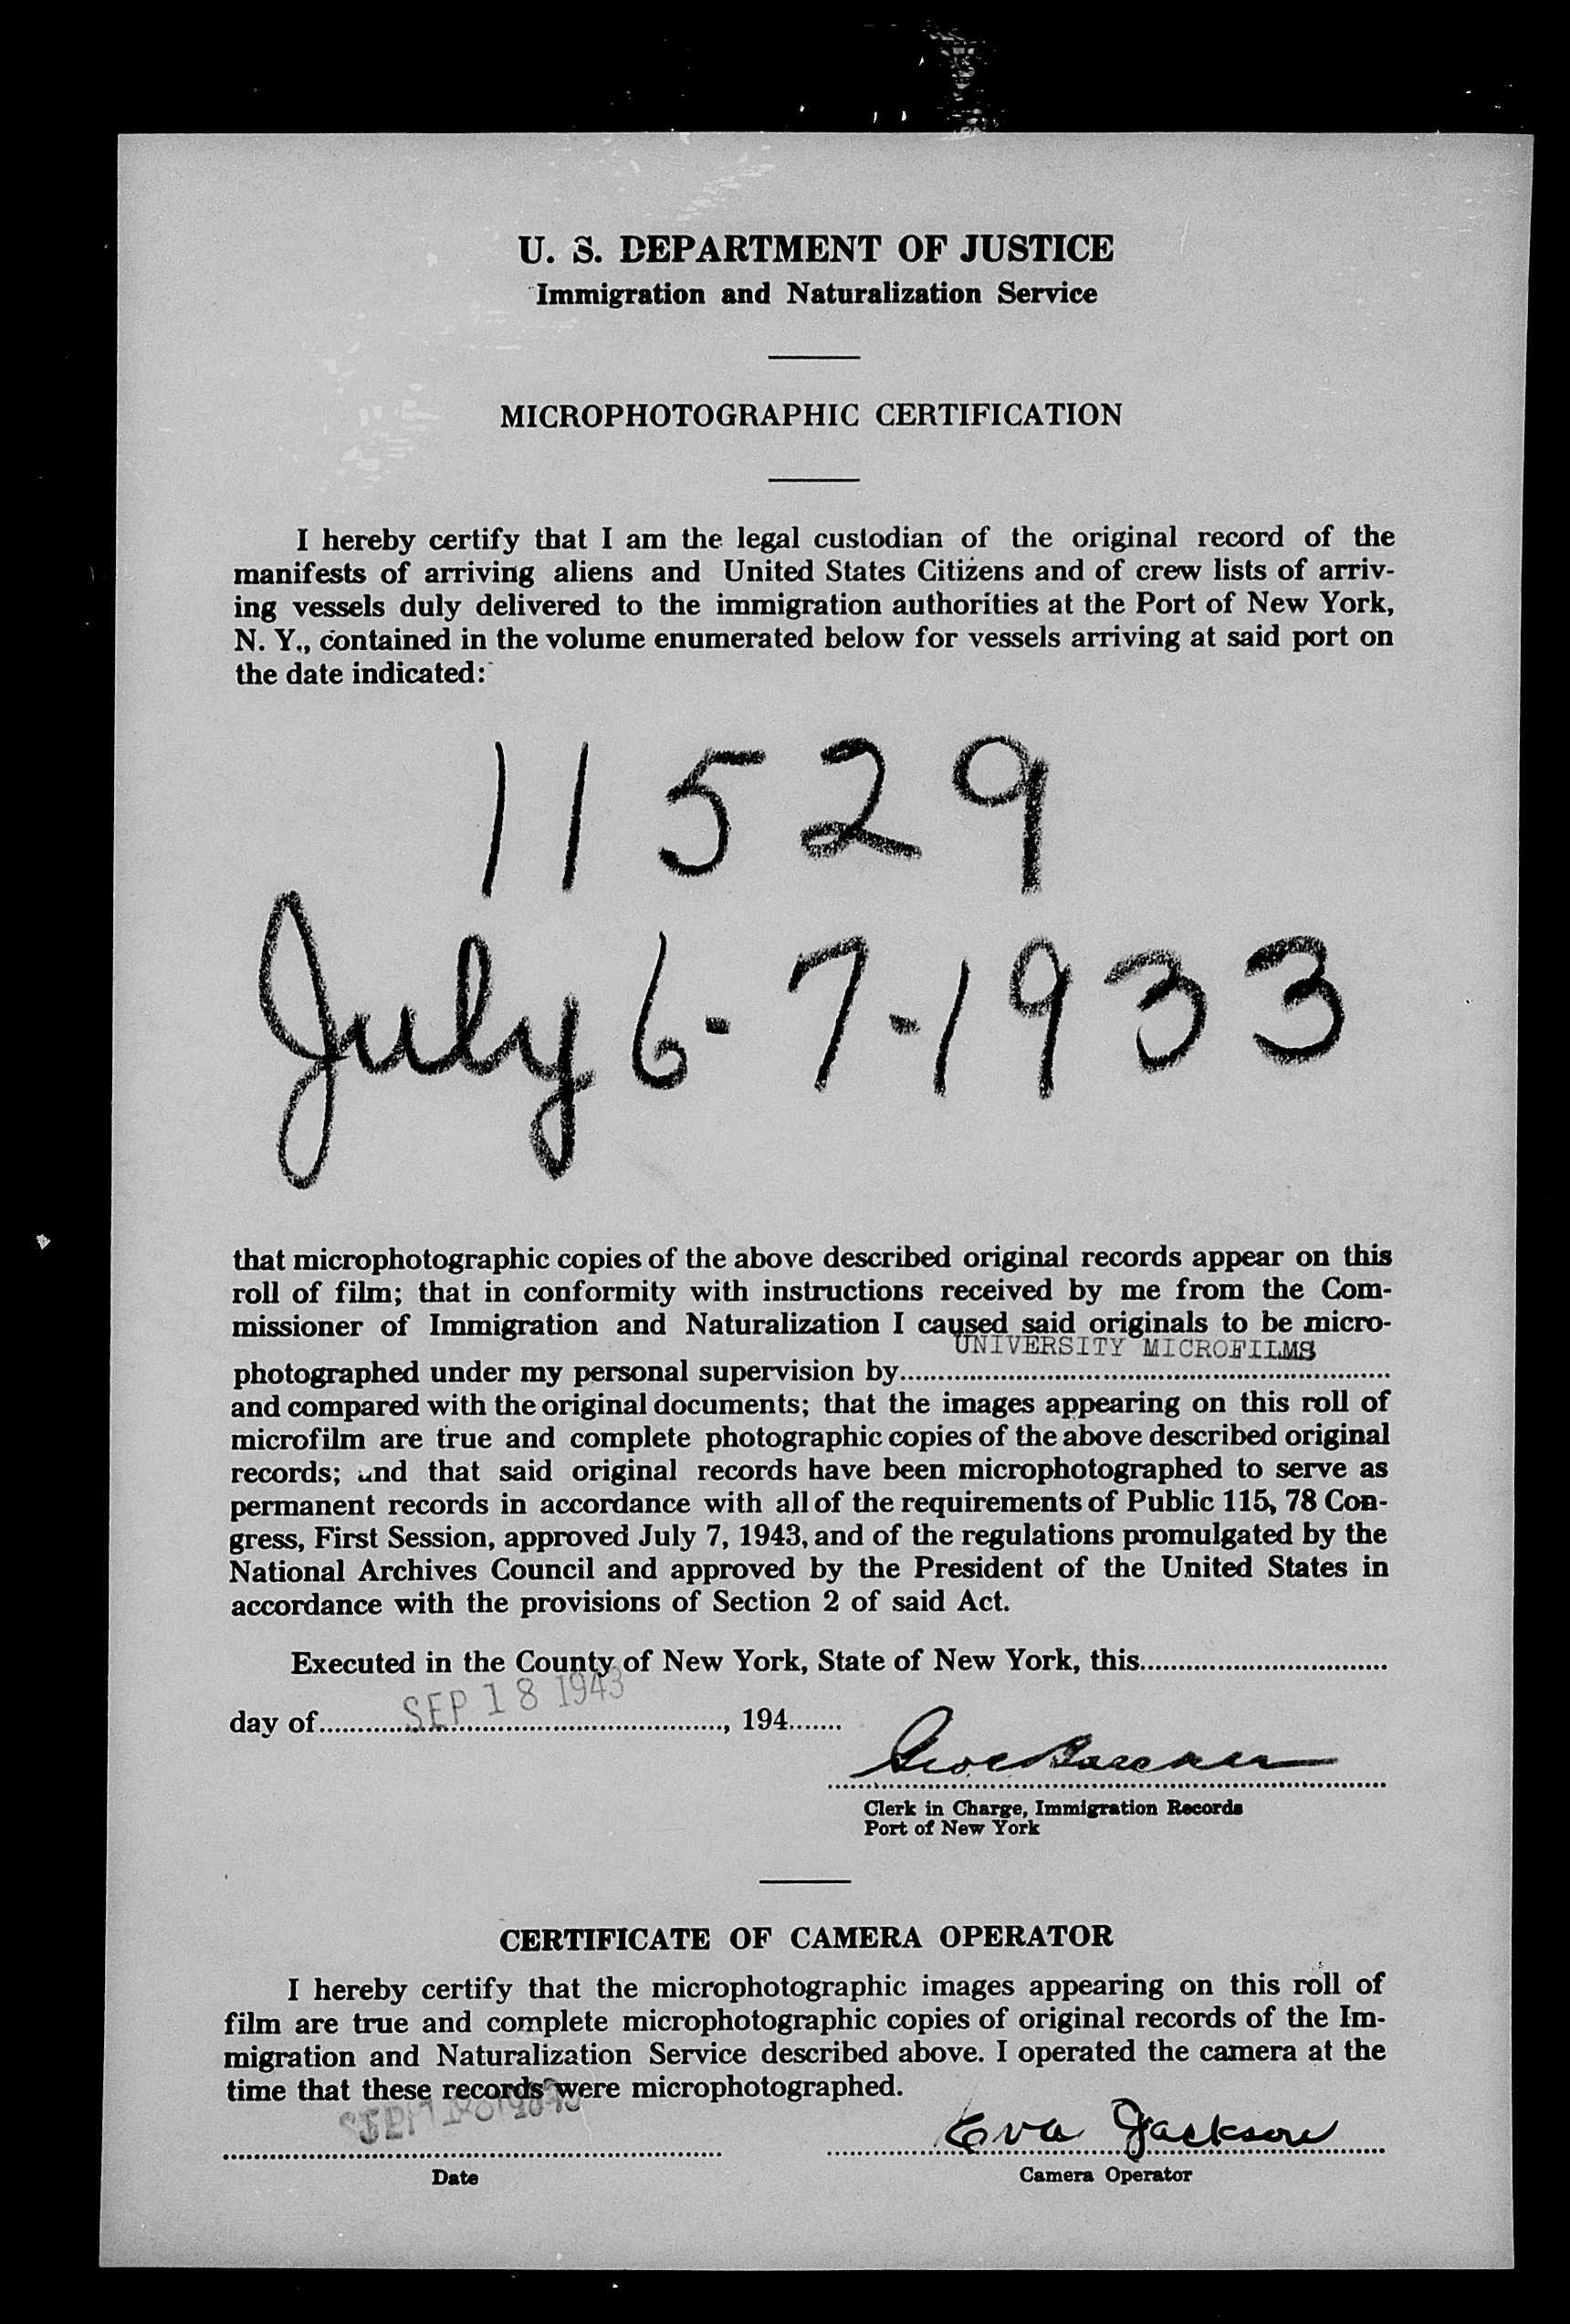 U. S. DEPARTMENT OF JUSTICE
Immigration and Naturalization Service
MICROPHOTOGRAPHIC CERTIFICATION
I hereby certify that I am the legal custodian of the original record of the
manifests of arriving aliens and United States Citizens and of crew lists of arriv-
ing vessels duly delivered to the immigration authorities at the Port of New York,
N. Y., contained in the volume enumerated below for vessels arriving at said port on
the date indicated:
11529
July 6-7-1933
that microphotographic copies of the above described original records appear on this
roll of film; that in conformity with instructions received by me from the Com-
missioner of Immigration and Naturalization I caused said originals to be micro-
UNIVERSITY MICROFILMS
photographed under my personal supervision by
and compared with the original documents; that the images appearing on this roll of
microfilm are true and complete photographic copies of the above described original
records; and that said original records have been microphotographed to serve as
permanent records in accordance with all of the requirements of Public 115, 78 Con-
gress, First Session, approved July 7, 1943, and of the regulations promulgated by the
National Archives Council and approved by the President of the United States in
accordance with the provisions of Section 2 of said Act.
Executed in the County of New York, State of New York, this
SEP 18 1943
day of , 194
Clerk in Charge, Immigration Records
Port of New York
CERTIFICATE OF CAMERA OPERATOR
I hereby certify that the microphotographic images appearing on this roll of
film are true and complete microphotographic copies of original records of the Im-
migration and Naturalization Service described above. I operated the camera at the
time that these records were microphotographed.
Eva Jackson
Date
Camera Operator